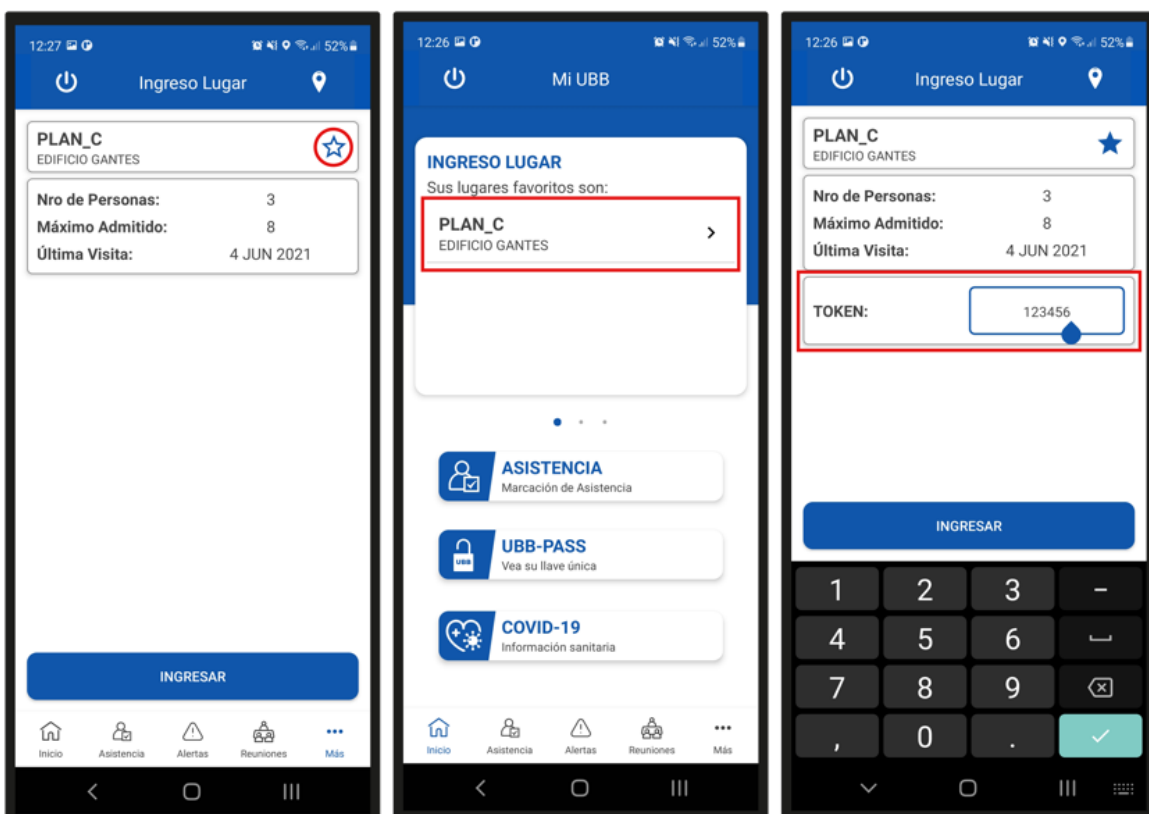 12:27 52%
Ingreso Lugar
PLAN_C
EDIFICIO GANTES
Nro de Personas: 3
Máximo Admitido: 8
Última Visita: 4 JUN 2021
INGRESAR
Inicio Asistencia Alertas Reuniones Más
12:26 52%
Mi UBB
INGRESO LUGAR
Sus lugares favoritos son:
PLAN_C
EDIFICIO GANTES
ASISTENCIA
Marcación de Asistencia
UBB
UBB-PASS
Vea su llave única
COVID-19
Información sanitaria
Inicio Asistencia Alertas Reuniones Más
12:26 52%
Ingreso Lugar
PLAN_C
EDIFICIO GANTES
Nro de Personas: 3
Máximo Admitido: 8
Última Visita: 4 JUN 2021
TOKEN: 123456
INGRESAR
1 2 3 -
4 5 6
7 8 9
, 0 .